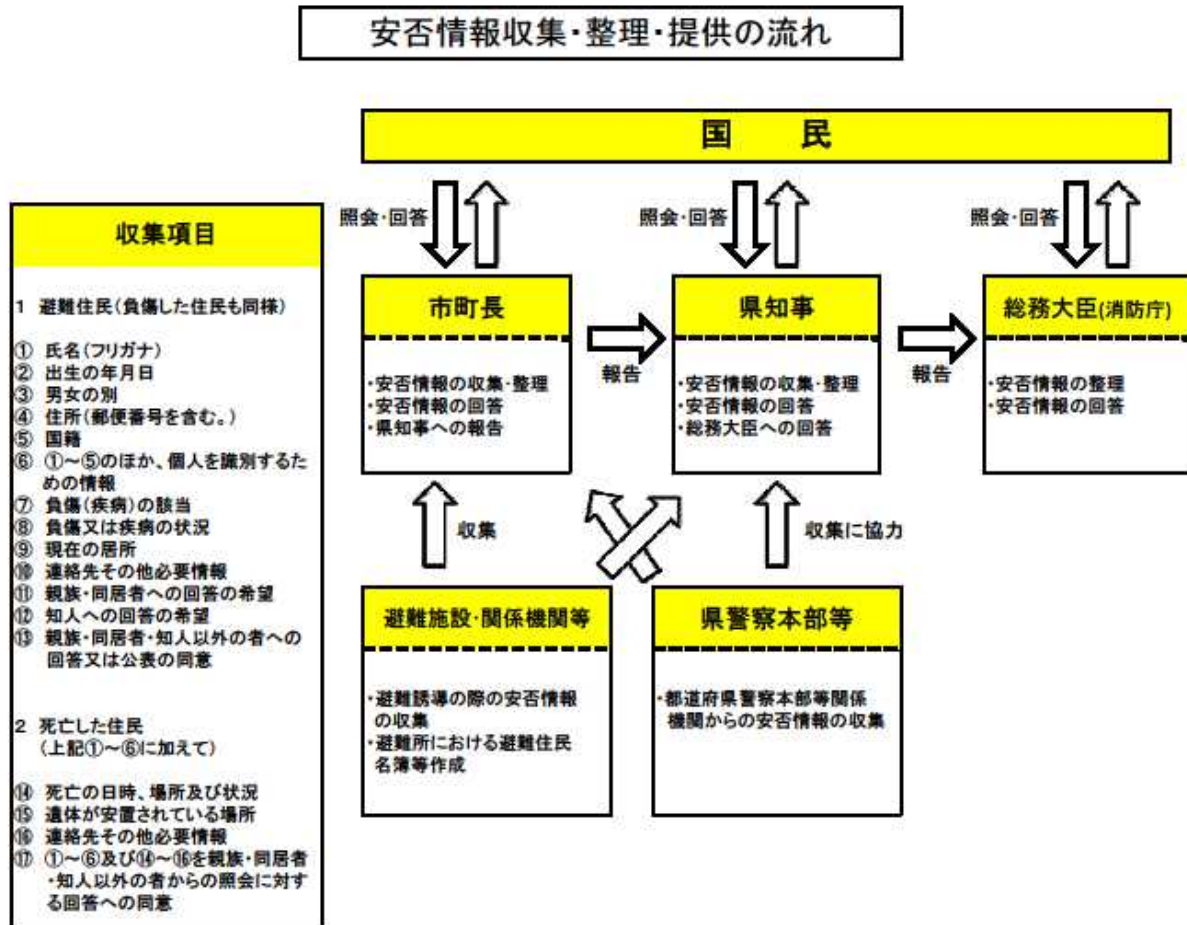 安否情報収集・整理・提供の流れ
国　民
照会・回答
照会・回答
照会・回答
収集項目
1 避難住民(負傷した住民も同様)
① 氏名(フリガナ)
② 出生の年月日
③ 男女の別
④ 住所(郵便番号を含む。)
⑤ 国籍
⑥ ①～⑤のほか、個人を識別するた
めの情報
⑦ 負傷(疾病)の該当
⑧ 負傷又は疾病の状況
⑨ 現在の居所
⑩ 連絡先その他必要情報
⑪ 親族・同居者への回答の希望
⑫ 知人への回答の希望
⑬ 親族・同居者・知人以外の者への
回答又は公表の同意
2 死亡した住民
(上記①～⑥に加えて)
⑭ 死亡の日時、場所及び状況
⑮ 遺体が安置されている場所
⑯ 連絡先その他必要情報
⑰ ①～⑥及び⑭～⑯を親族・同居者
・知人以外の者からの照会に対す
る回答への同意
市町長
・安否情報の収集・整理
・安否情報の回答
・県知事への報告
報告
県知事
・安否情報の収集・整理
・安否情報の回答
・総務大臣への回答
報告
総務大臣(消防庁)
・安否情報の整理
・安否情報の回答
収集
収集に協力
避難施設・関係機関等
・避難誘導の際の安否情報
の収集
・避難所における避難住民
名簿等作成
県警察本部等
・都道府県警察本部等関係
機関からの安否情報の収集